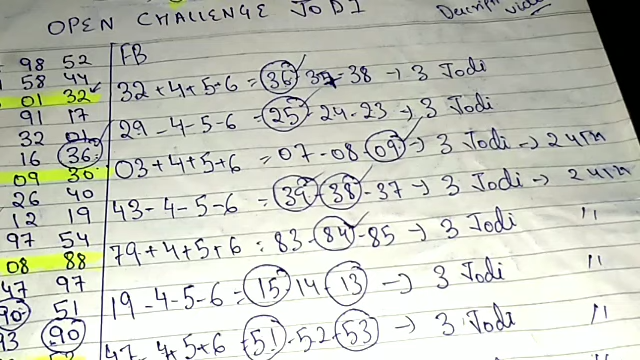 OPEN CHALLENGE JODI
98 52 FB
58 44
32+4+5+6 = 36 37 38 → 3 Jodi
01 32
91 17
29-4-5-6 = 25-24-23 → 3 Jodi
32 01
16 36
03+4+5+6 = 07-08-09 → 3 Jodi → 2
09 30
26 40
43-4-5-6 = 39-38-37 → 3 Jodi → 2
12 19
97 54
79+4+5+6 = 83-84-85 → 3 Jodi "
08 88
47 97
19-4-5-6 = 15 14-13 → 3 Jodi "
90 51
93 90
47 4+5+6 = 51-52-53 → 3 Jodi "